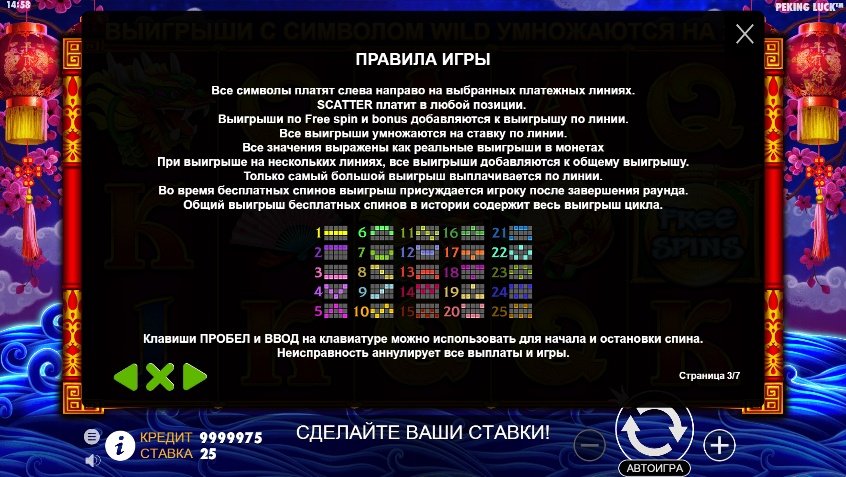 14:53
PEKING LUCK™
ВЫИГРЫШИ С СИМВОЛОМ WILD УМНОЖАЮТСЯ НА
ПРАВИЛА ИГРЫ
Все символы платят слева направо на выбранных платежных линиях.
SCATTER платит в любой позиции.
Выигрыши по Free spin и bonus добавляются к выигрышу по линии.
Все выигрыши умножаются на ставку по линии.
Все значения выражены как реальные выигрыши в монетах
При выигрыше на нескольких линиях, все выигрыши добавляются к общему выигрышу.
Только самый большой выигрыш выплачивается по линии.
Во время бесплатных спинов выигрыш присуждается игроку после завершения раунда.
Общий выигрыш бесплатных спинов в истории содержит весь выигрыш цикла.
FREE
SPINS
1 6 11 16 21
2 7 12 17 22
3 8 13 18 23
4 9 14 19 24
5 10 15 20 25
Клавиши ПРОБЕЛ и ВВОД на клавиатуре можно использовать для начала и остановки спина.
Неисправность аннулирует все выплаты и игры.
Страница 3/7
КРЕДИТ 9999975
СТАВКА 25
СДЕЛАЙТЕ ВАШИ СТАВКИ!
АВТОИГРА